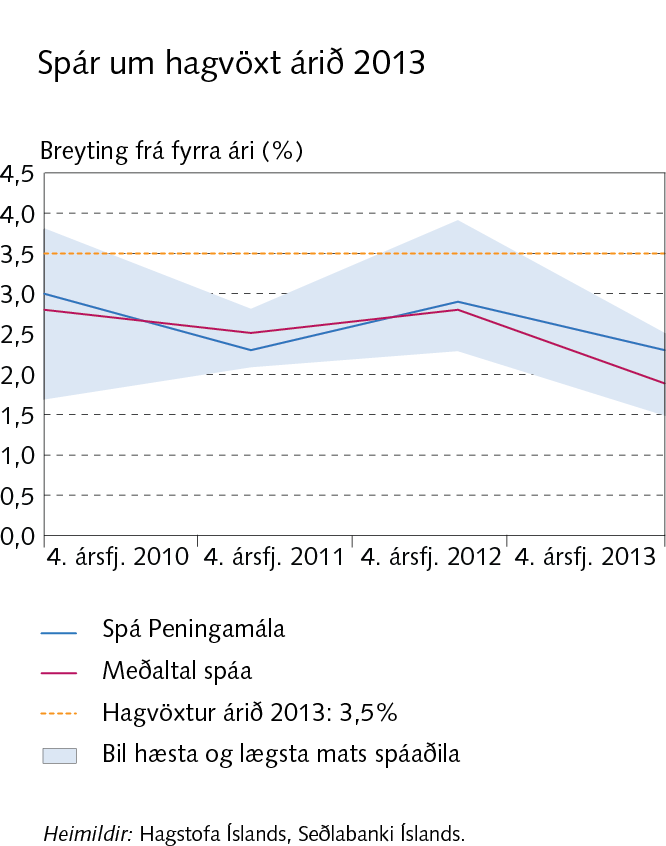 Spár um hagvöxt árið 2013
Breyting frá fyrra ári (%)
4,5
4,0
3,5
3,0
2,5
2,0
1,5
1,0
0,5
0,0
4. ársfj. 2010 4. ársfj. 2011 4. ársfj. 2012 4. ársfj. 2013
Spá Peningamála
Meðaltal spáa
Hagvöxtur árið 2013: 3,5%
Bil hæsta og lægsta mats spáaðila
Heimildir: Hagstofa Íslands, Seðlabanki Íslands.